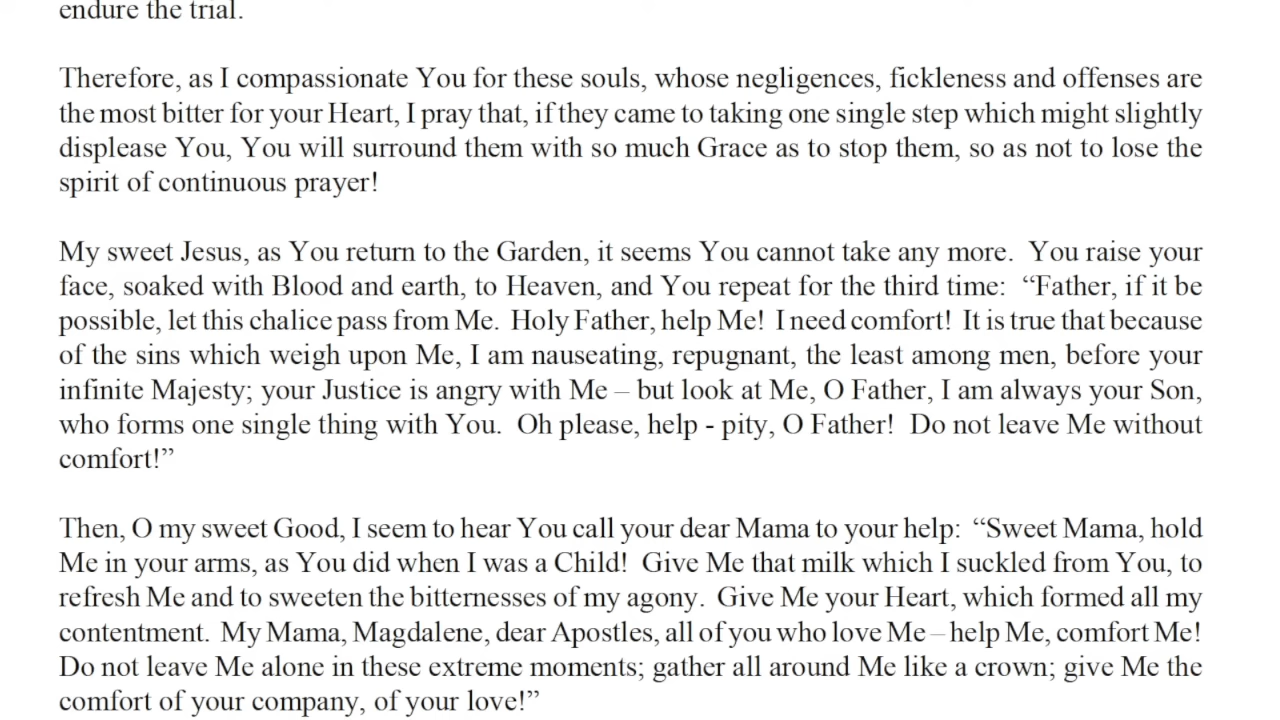 endure the trial.
Therefore, as I compassionate You for these souls, whose negligences, fickleness and offenses are
the most bitter for your Heart, I pray that, if they came to taking one single step which might slightly
displease You, You will surround them with so much Grace as to stop them, so as not to lose the
spirit of continuous prayer!
My sweet Jesus, as You return to the Garden, it seems You cannot take any more. You raise your
face, soaked with Blood and earth, to Heaven, and You repeat for the third time: “Father, if it be
possible, let this chalice pass from Me. Holy Father, help Me! I need comfort! It is true that because
of the sins which weigh upon Me, I am nauseating, repugnant, the least among men, before your
infinite Majesty; your Justice is angry with Me – but look at Me, O Father, I am always your Son,
who forms one single thing with You. Oh please, help - pity, O Father! Do not leave Me without
comfort!”
Then, O my sweet Good, I seem to hear You call your dear Mama to your help: “Sweet Mama, hold
Me in your arms, as You did when I was a Child! Give Me that milk which I suckled from You, to
refresh Me and to sweeten the bitternesses of my agony. Give Me your Heart, which formed all my
contentment. My Mama, Magdalene, dear Apostles, all of you who love Me – help Me, comfort Me!
Do not leave Me alone in these extreme moments; gather all around Me like a crown; give Me the
comfort of your company, of your love!”